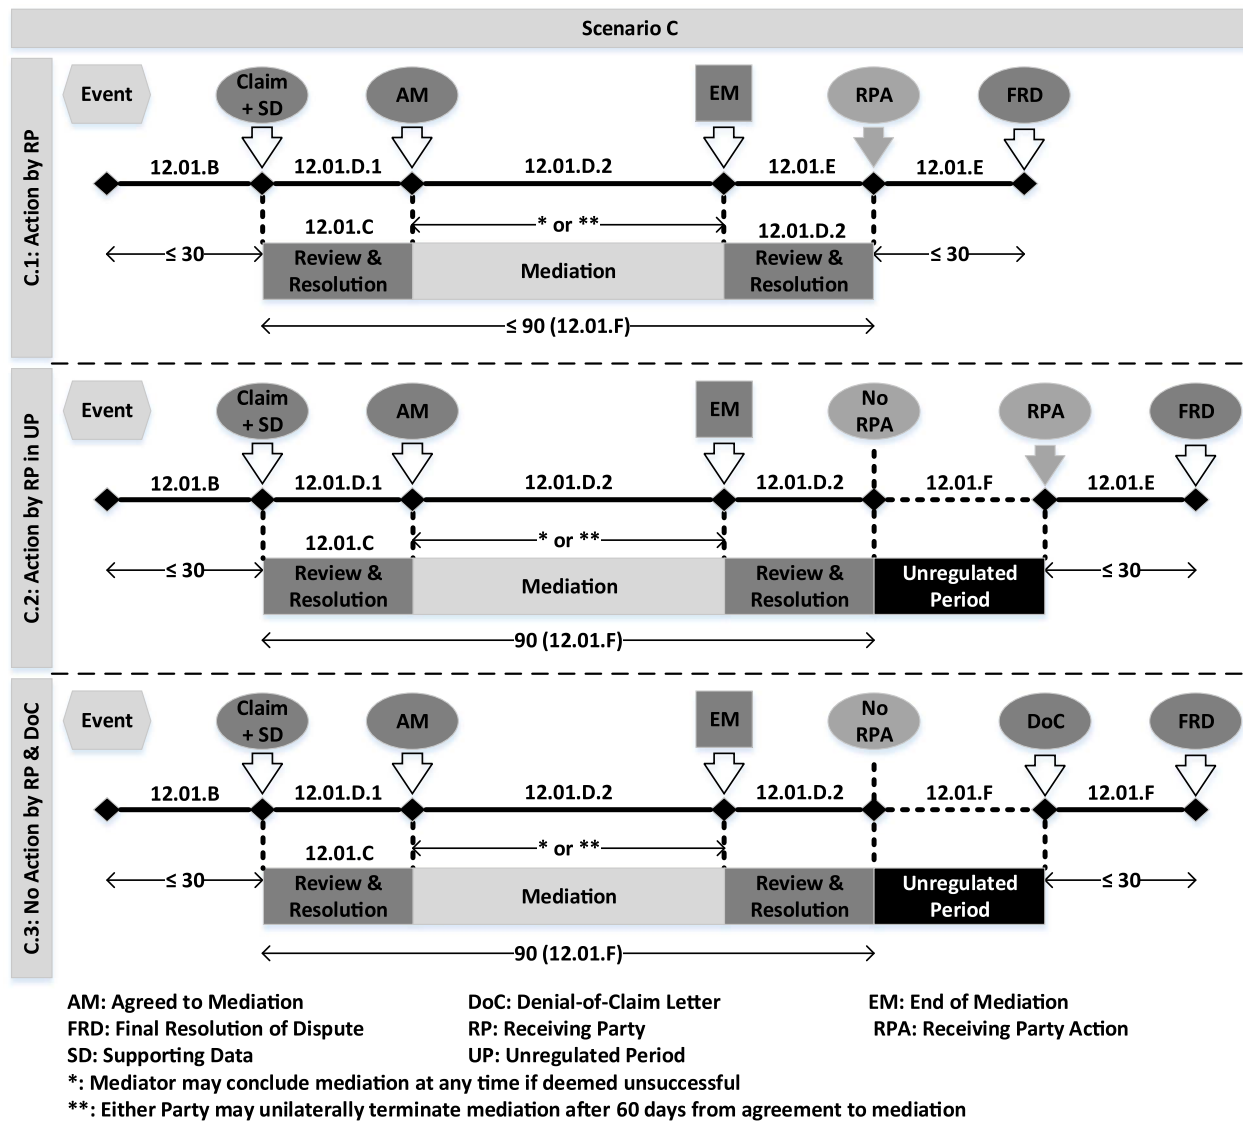 Scenario C
C.1: Action by RP
Event
Claim
+ SD
AM
EM
RPA
FRD
12.01.B
12.01.D.1
12.01.D.2
12.01.E
12.01.E
12.01.C
* or **
12.01.D.2
≤ 30
Review &
Resolution
Mediation
Review &
Resolution
≤ 30
≤ 90 (12.01.F)
C.2: Action by RP in UP
Event
Claim
+ SD
AM
EM
No
RPA
RPA
FRD
12.01.B
12.01.D.1
12.01.D.2
12.01.D.2
12.01.F
12.01.E
12.01.C
* or **
≤ 30
Review &
Resolution
Mediation
Review &
Resolution
Unregulated
Period
≤ 30
90 (12.01.F)
C.3: No Action by RP & DoC
Event
Claim
+ SD
AM
EM
No
RPA
DoC
FRD
12.01.B
12.01.D.1
12.01.D.2
12.01.D.2
12.01.F
12.01.F
12.01.C
* or **
≤ 30
Review &
Resolution
Mediation
Review &
Resolution
Unregulated
Period
≤ 30
90 (12.01.F)
AM: Agreed to Mediation
DoC: Denial-of-Claim Letter
EM: End of Mediation
FRD: Final Resolution of Dispute
RP: Receiving Party
RPA: Receiving Party Action
SD: Supporting Data
UP: Unregulated Period
*: Mediator may conclude mediation at any time if deemed unsuccessful
**: Either Party may unilaterally terminate mediation after 60 days from agreement to mediation